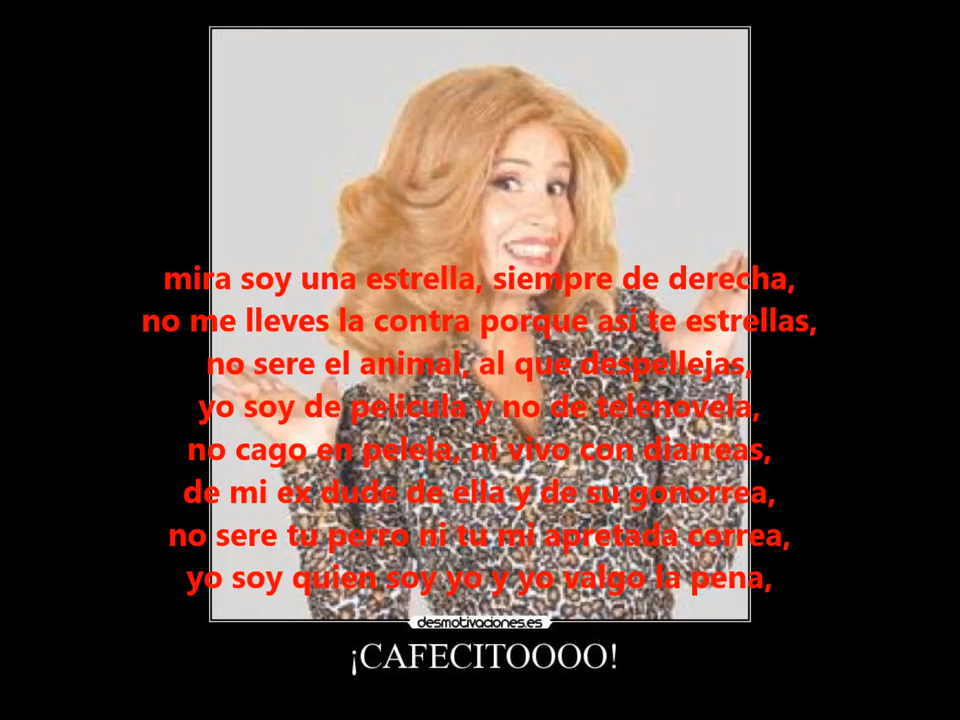 mira soy una estrella, siempre de derecha,
no me lleves la contra porque asi te estrellas,
no sere el animal, al que despellejas,
yo soy de pelicula y no de telenovela,
no cago en pelela, ni vivo con diarreas,
de mi ex dude de ella y de su gonorrea,
no sere tu perro ni tu mi apretada correa,
yo soy quien soy yo y yo valgo la pena,
desmotivaciones.es
¡CAFECITOOOO!